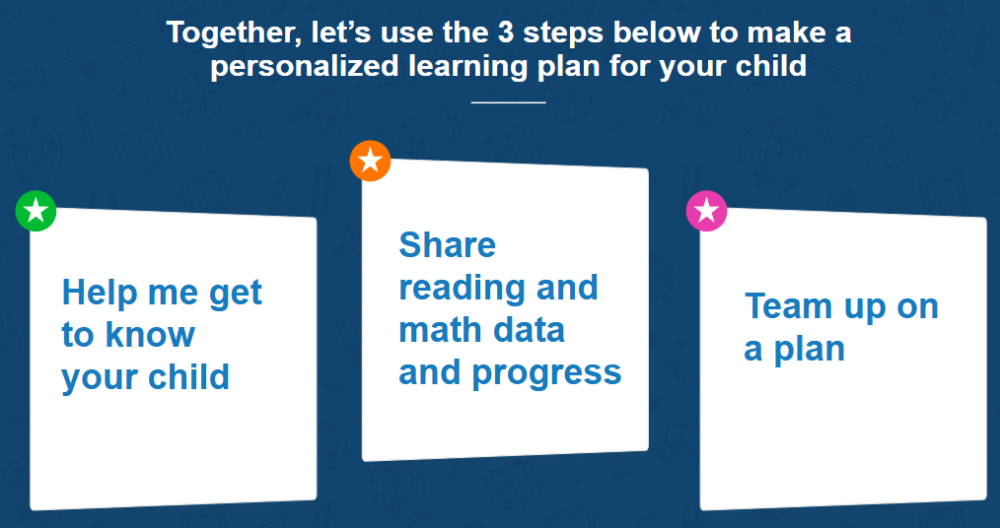 Together, let’s use the 3 steps below to make a
personalized learning plan for your child
Help me get
to know
your child
Share
reading and
math data
and progress
Team up on
a plan